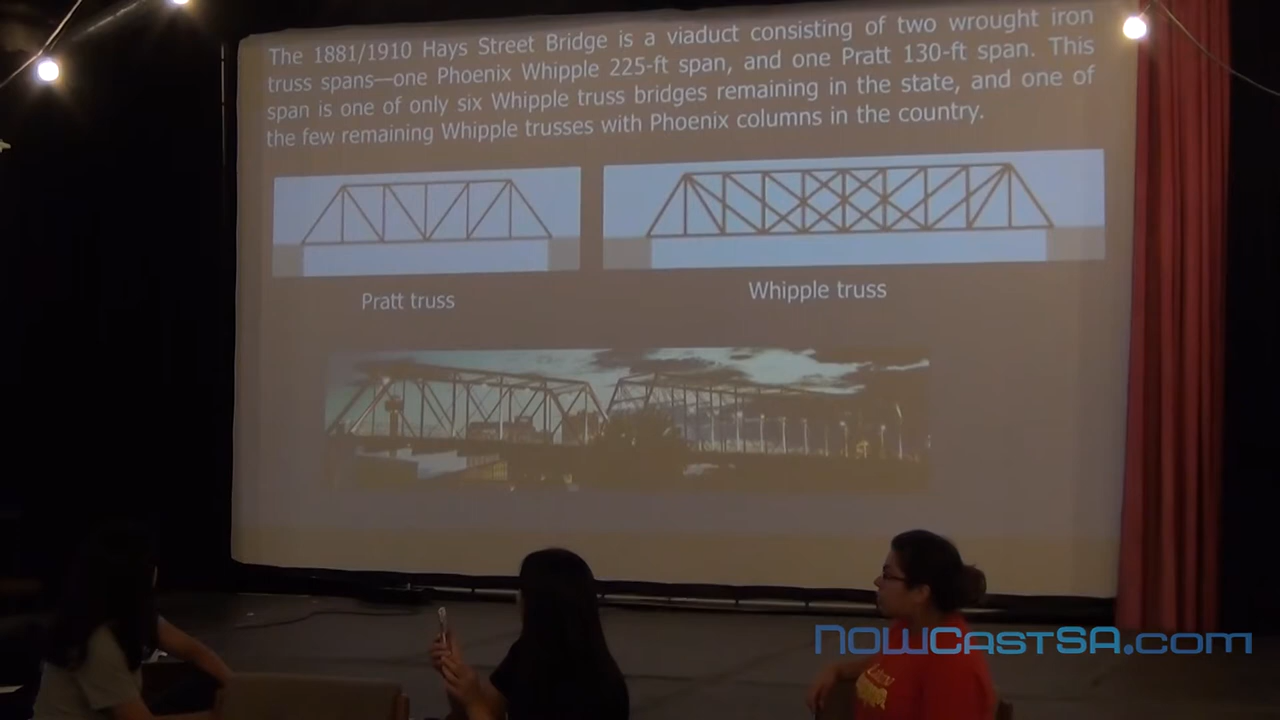 The 1881/1910 Hays Street Bridge is a viaduct consisting of two wrought iron
truss spans—one Phoenix Whipple 225-ft span, and one Pratt 130-ft span. This
span is one of only six Whipple truss bridges remaining in the state, and one of
the few remaining Whipple trusses with Phoenix columns in the country.
Pratt truss
Whipple truss
NOWCASTSA.com